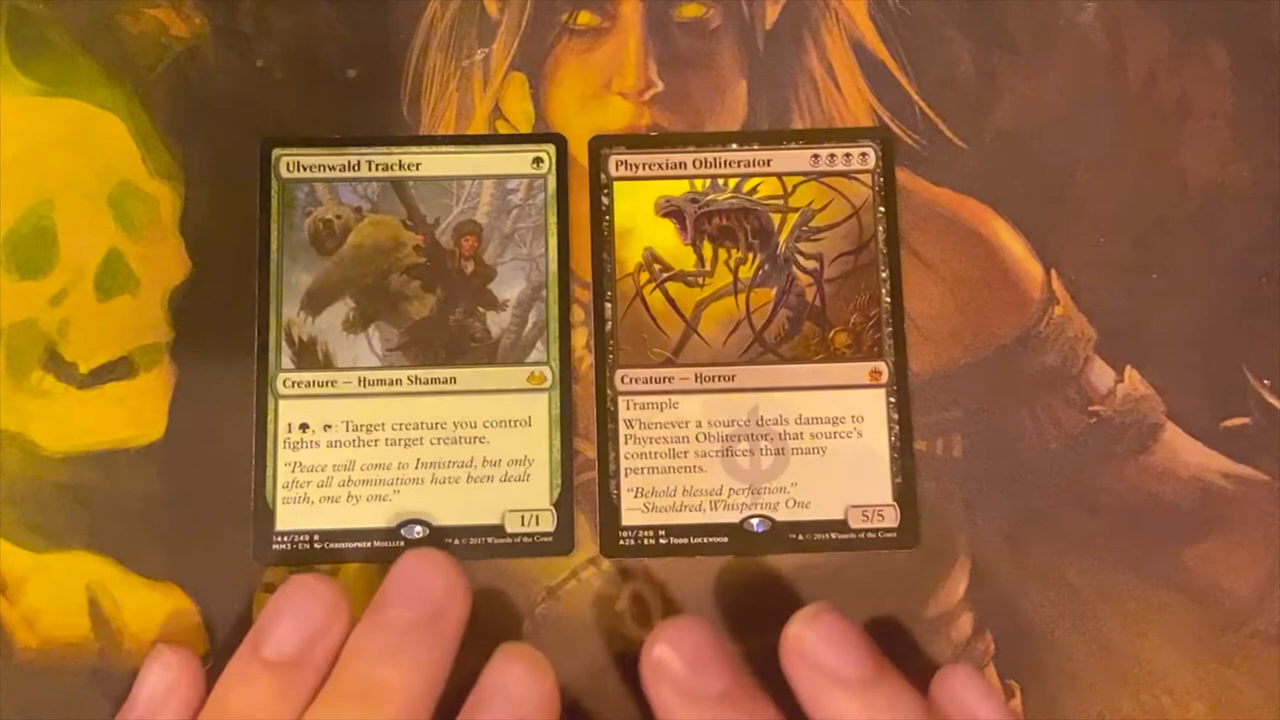 Ulvenwald Tracker
Creature — Human Shaman
1 , : Target creature you control
fights another target creature.
“Peace will come to Innistrad, but only
after all abominations have been dealt
with, one by one.”
1/1
144/249 R
MM3 • EN Christopher Moeller
™ & © 2017 Wizards of the Coast
Phyrexian Obliterator
Creature — Horror
Trample
Whenever a source deals damage to
Phyrexian Obliterator, that source's
controller sacrifices that many
permanents.
“Behold blessed perfection.”
—Sheoldred, Whispering One
5/5
101/249 M
A25 • EN Todd Lockwood
™ & © 2018 Wizards of the Coast